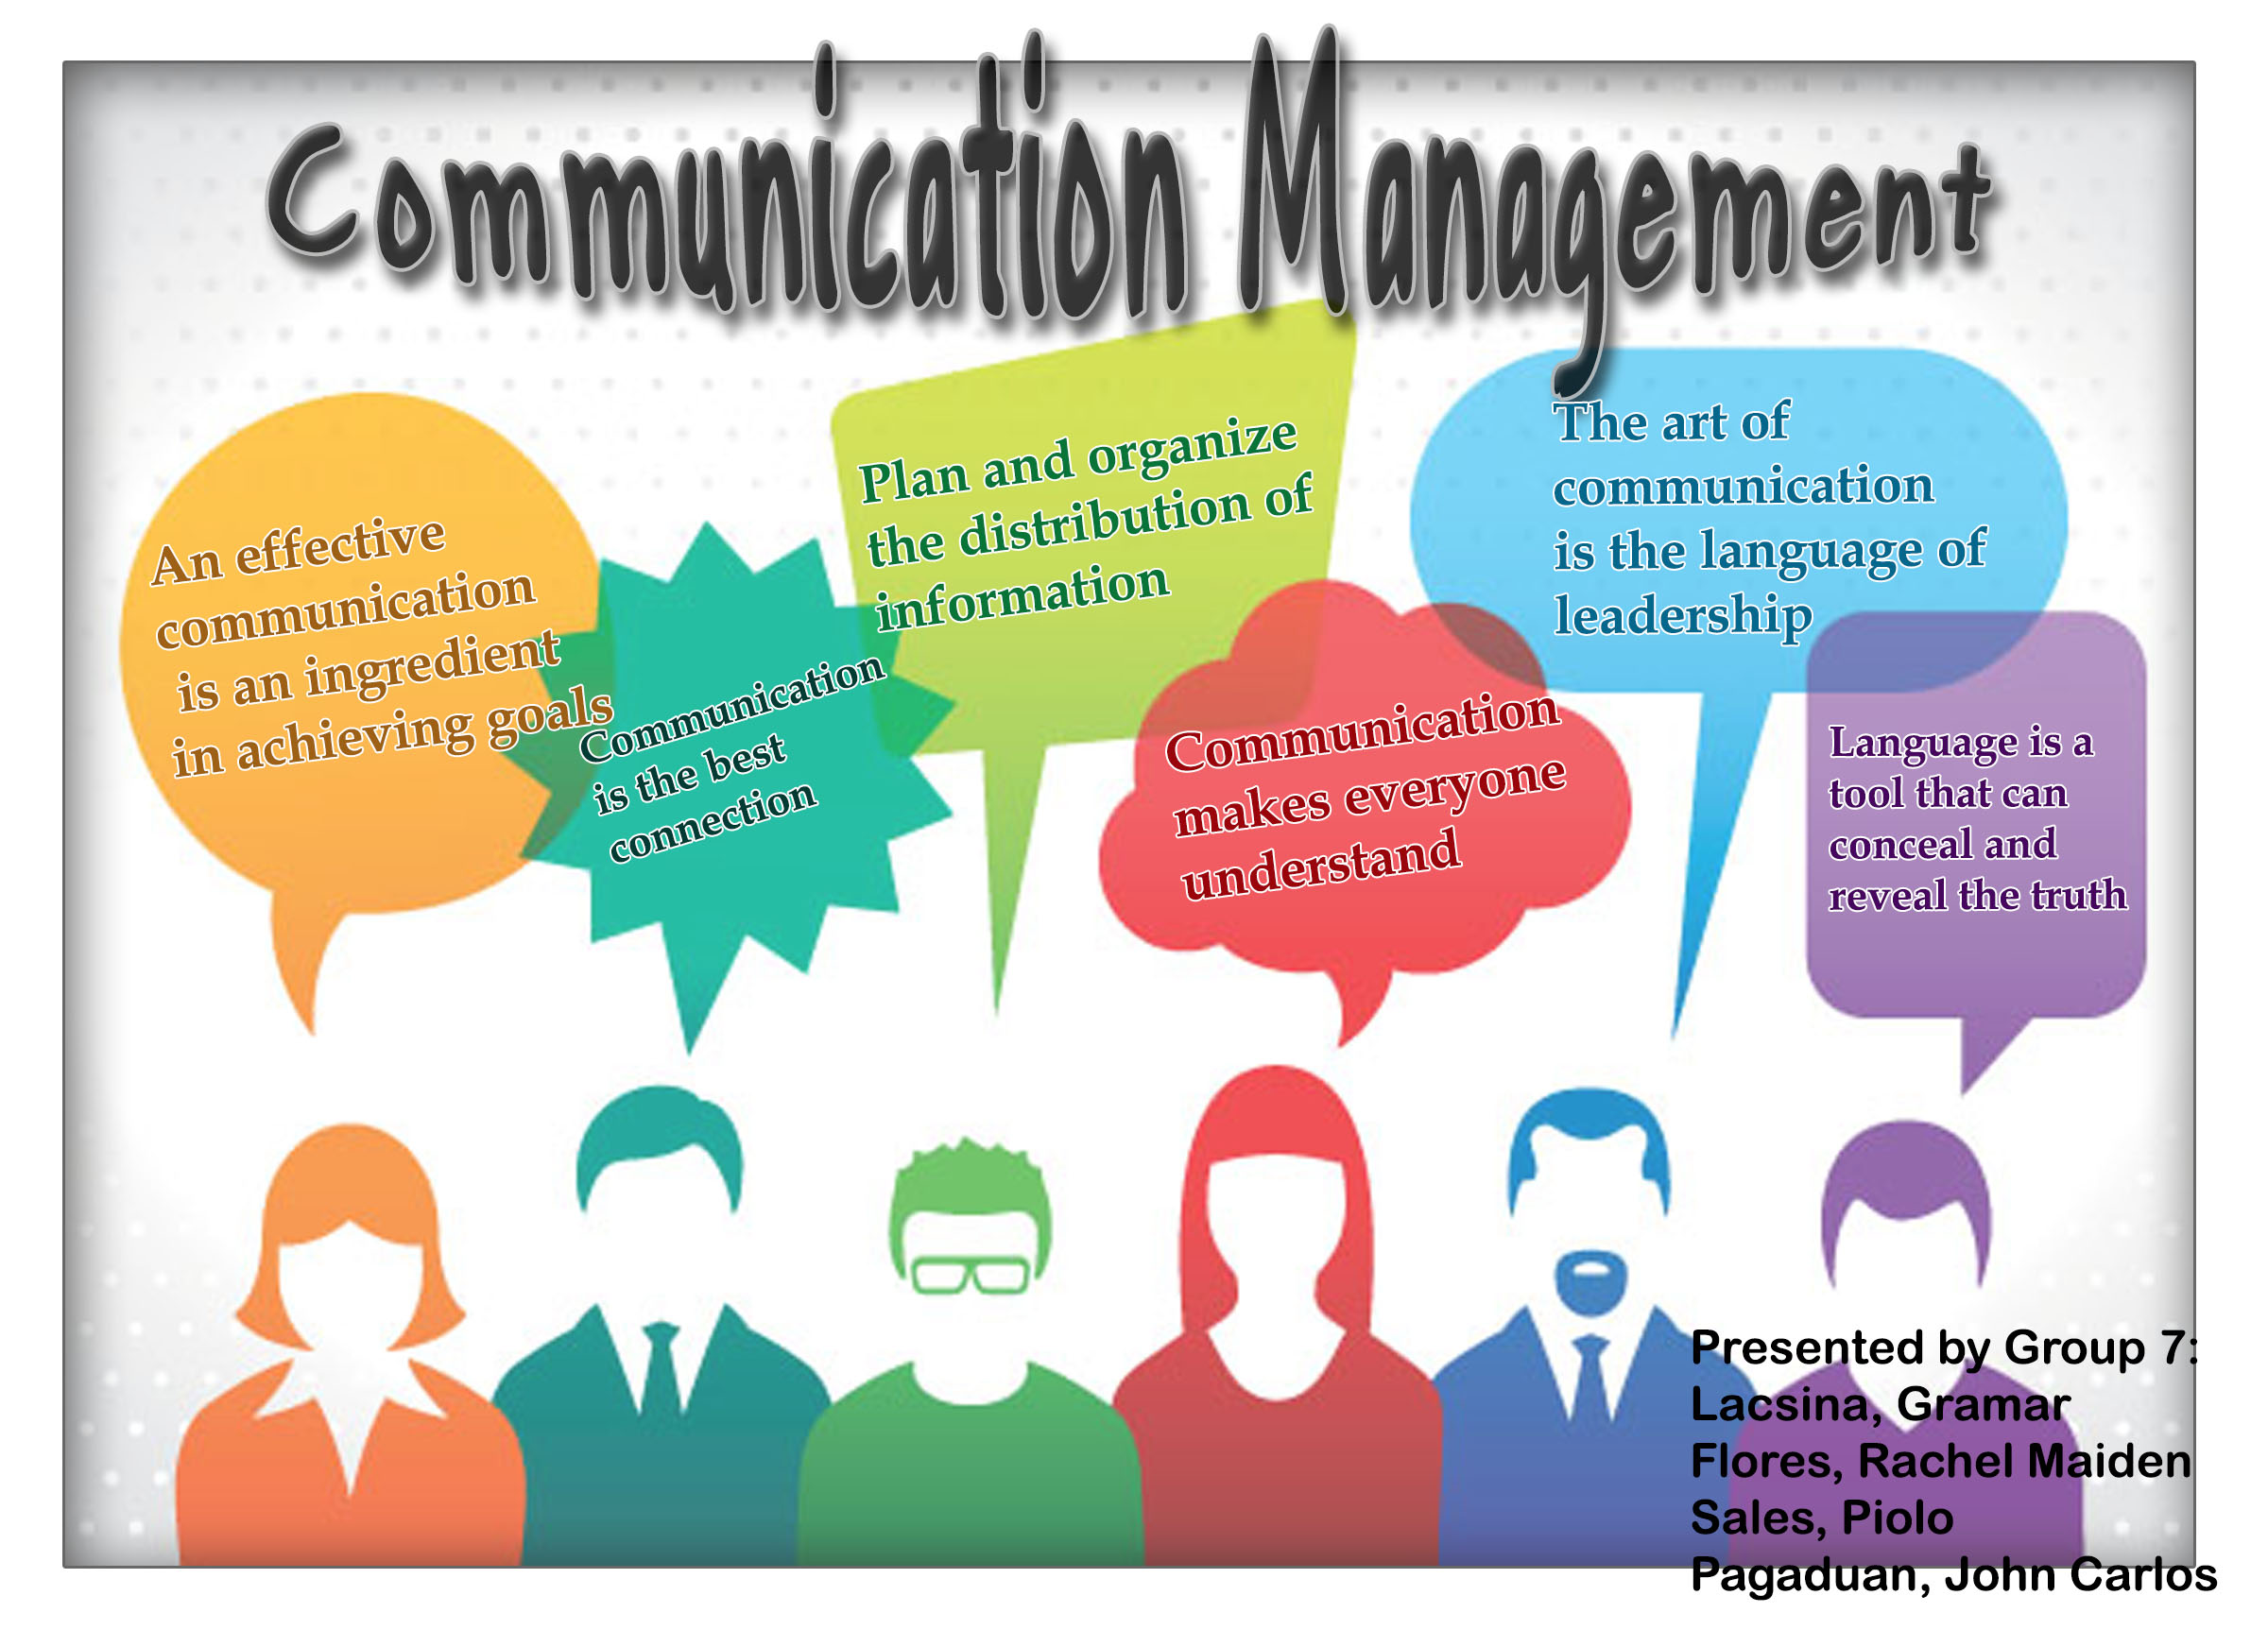 Communication Management
An effective
communication
is an ingredient
in achieving goals
Communication
is the best
connection
Plan and organize
the distribution of
information
Communication
makes everyone
understand
The art of
communication
is the language of
leadership
Language is a
tool that can
conceal and
reveal the truth
Presented by Group 7:
Lacsina, Gramar
Flores, Rachel Maiden
Sales, Piolo
Pagaduan, John Carlos